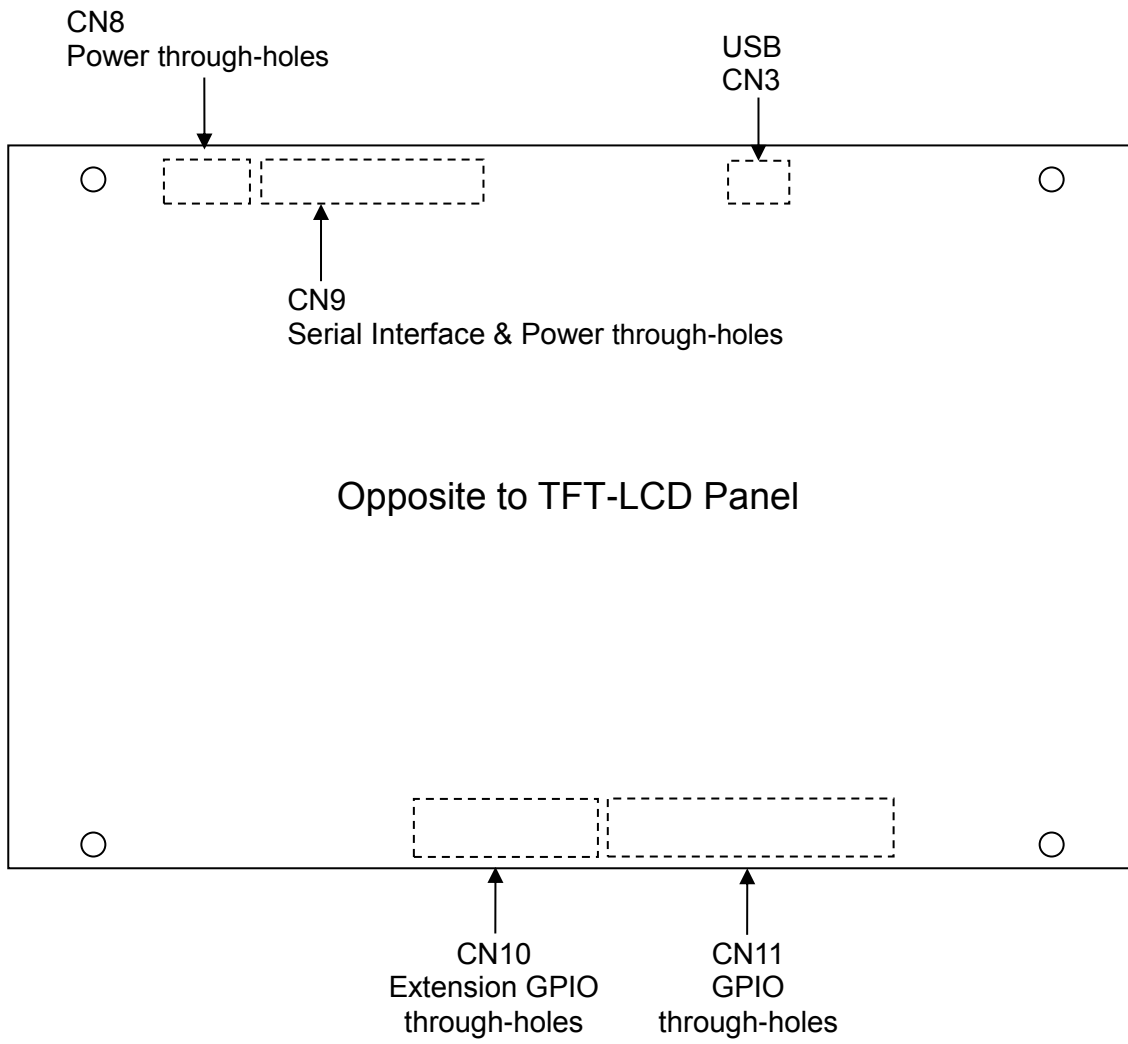 CN8
Power through-holes
USB
CN3
CN9
Serial Interface & Power through-holes
Opposite to TFT-LCD Panel
CN10
Extension GPIO
through-holes
CN11
GPIO
through-holes